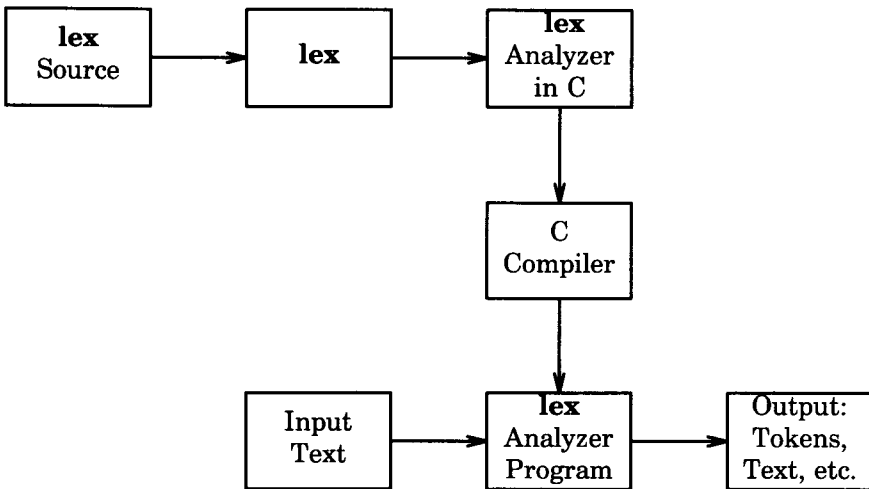 lex
Source
lex
lex
Analyzer
in C
C
Compiler
Input
Text
lex
Analyzer
Program
Output:
Tokens,
Text, etc.